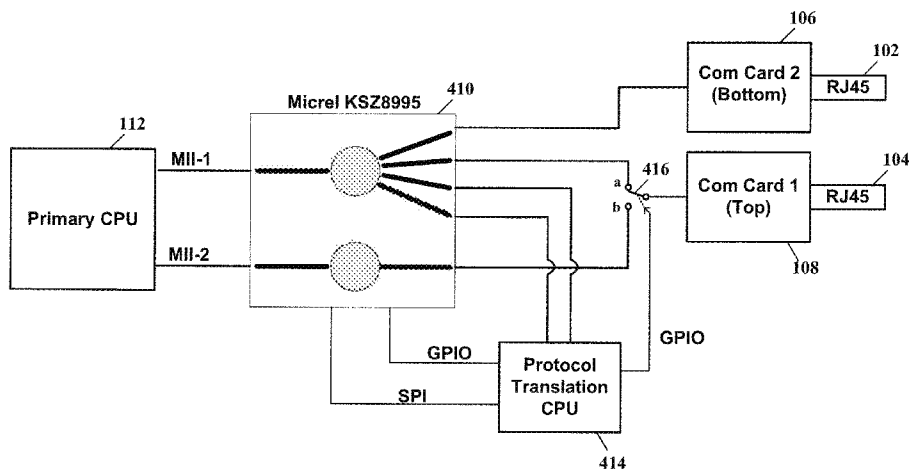 106
102
Com Card 2
(Bottom)
RJ45
Micrel KSZ8995
410
112
MII-1
Primary CPU
MII-2
a
b
416
Com Card 1
(Top)
104
RJ45
108
GPIO
SPI
Protocol
Translation
CPU
GPIO
414